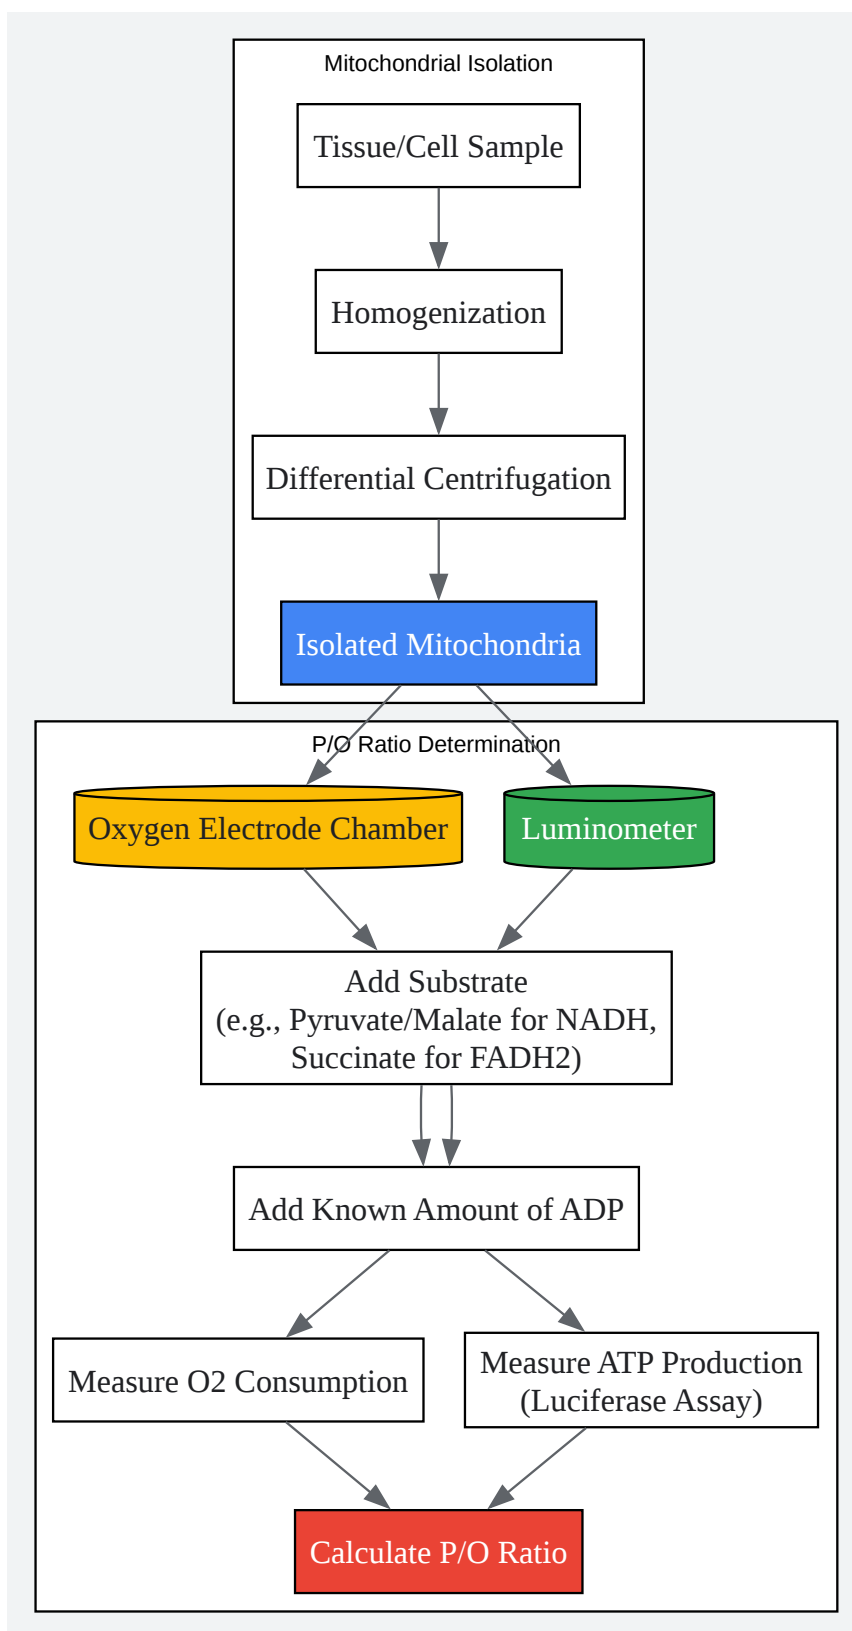 Mitochondrial Isolation
Tissue/Cell Sample
Homogenization
Differential Centrifugation
Isolated Mitochondria
P/O Ratio Determination
Oxygen Electrode Chamber
Luminometer
Add Substrate
(e.g., Pyruvate/Malate for NADH,
Succinate for FADH2)
Add Known Amount of ADP
Measure O2 Consumption
Measure ATP Production
(Luciferase Assay)
Calculate P/O Ratio